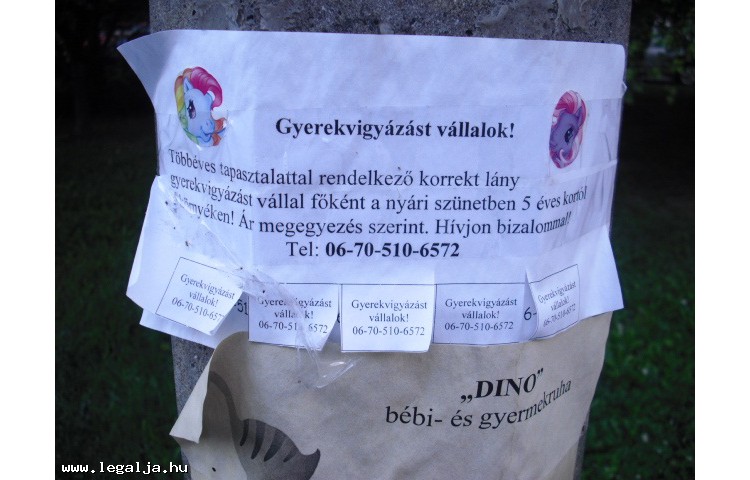 Gyerekvigyázást vállalok!
Többéves tapasztalattal rendelkező korrekt lány
gyerekvigyázást vállal főként a nyári szünetben 5 éves kortól
környéken! Ár megegyezés szerint. Hívjon bizalommal!
Tel: 06-70-510-6572
Gyerekvigyázást
vállalok!
06-70-510-6572
Gyerekvigyázást
vállalok!
06-70-510-6572
Gyerekvigyázást
vállalok!
06-70-510-6572
Gyerekvigyázást
vállalok!
06-70-510-6572
Gyerekvigyázást
vállalok!
06-70-510-6572
„DINO”
bébi- és gyermekruha
www.legalja.hu